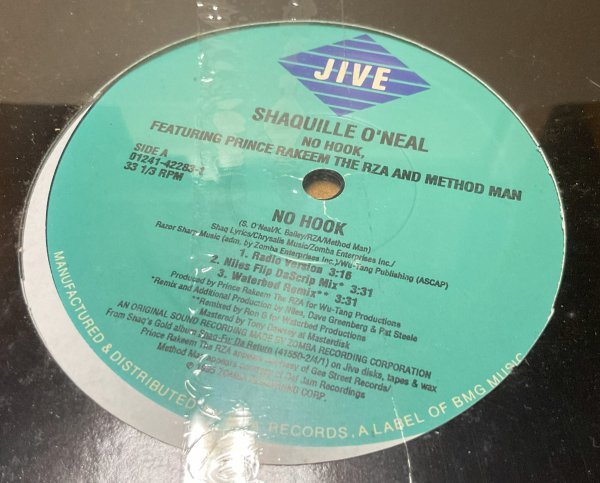 JIVE
SHAQUILLE O'NEAL
NO HOOK,
FEATURING PRINCE RAKEEM THE RZA AND METHOD MAN
SIDE A
01241-42283-1
33 1/3 RPM
NO HOOK
(S. O'Neal/K. Bailey/RZA/Method Man)
Shaq Lyrics/Chrysalis Music/Zomba Enterprises Inc./
Razor Sharp Music (adm. by Zomba Enterprises Inc.)/Wu-Tang Publishing (ASCAP)
1. Radio Version 3:16
2. Niles Flip DaScrip Mix* 3:31
3. Waterbed Remix** 3:31
Produced by Prince Rakeem The RZA for Wu-Tang Productions
*Remix and Additional Production by Niles, Dave Greenberg & Pat Steele
**Remixed by Ron G for Waterbed Productions
Mastered by Tony Dawsey at Masterdisk
AN ORIGINAL SOUND RECORDING MADE BY ZOMBA RECORDING CORPORATION
From Shaq's Gold album Shaq-Fu: Da Return (41550-2/4/1) on Jive disks, tapes & wax
Prince Rakeem The RZA appears courtesy of Gee Street Records/
Method Man appears courtesy of Def Jam Recordings
ZOMBA RECORDING CORP.
MANUFACTURED & DISTRIBUTED RECORDS, A LABEL OF BMG MUSIC